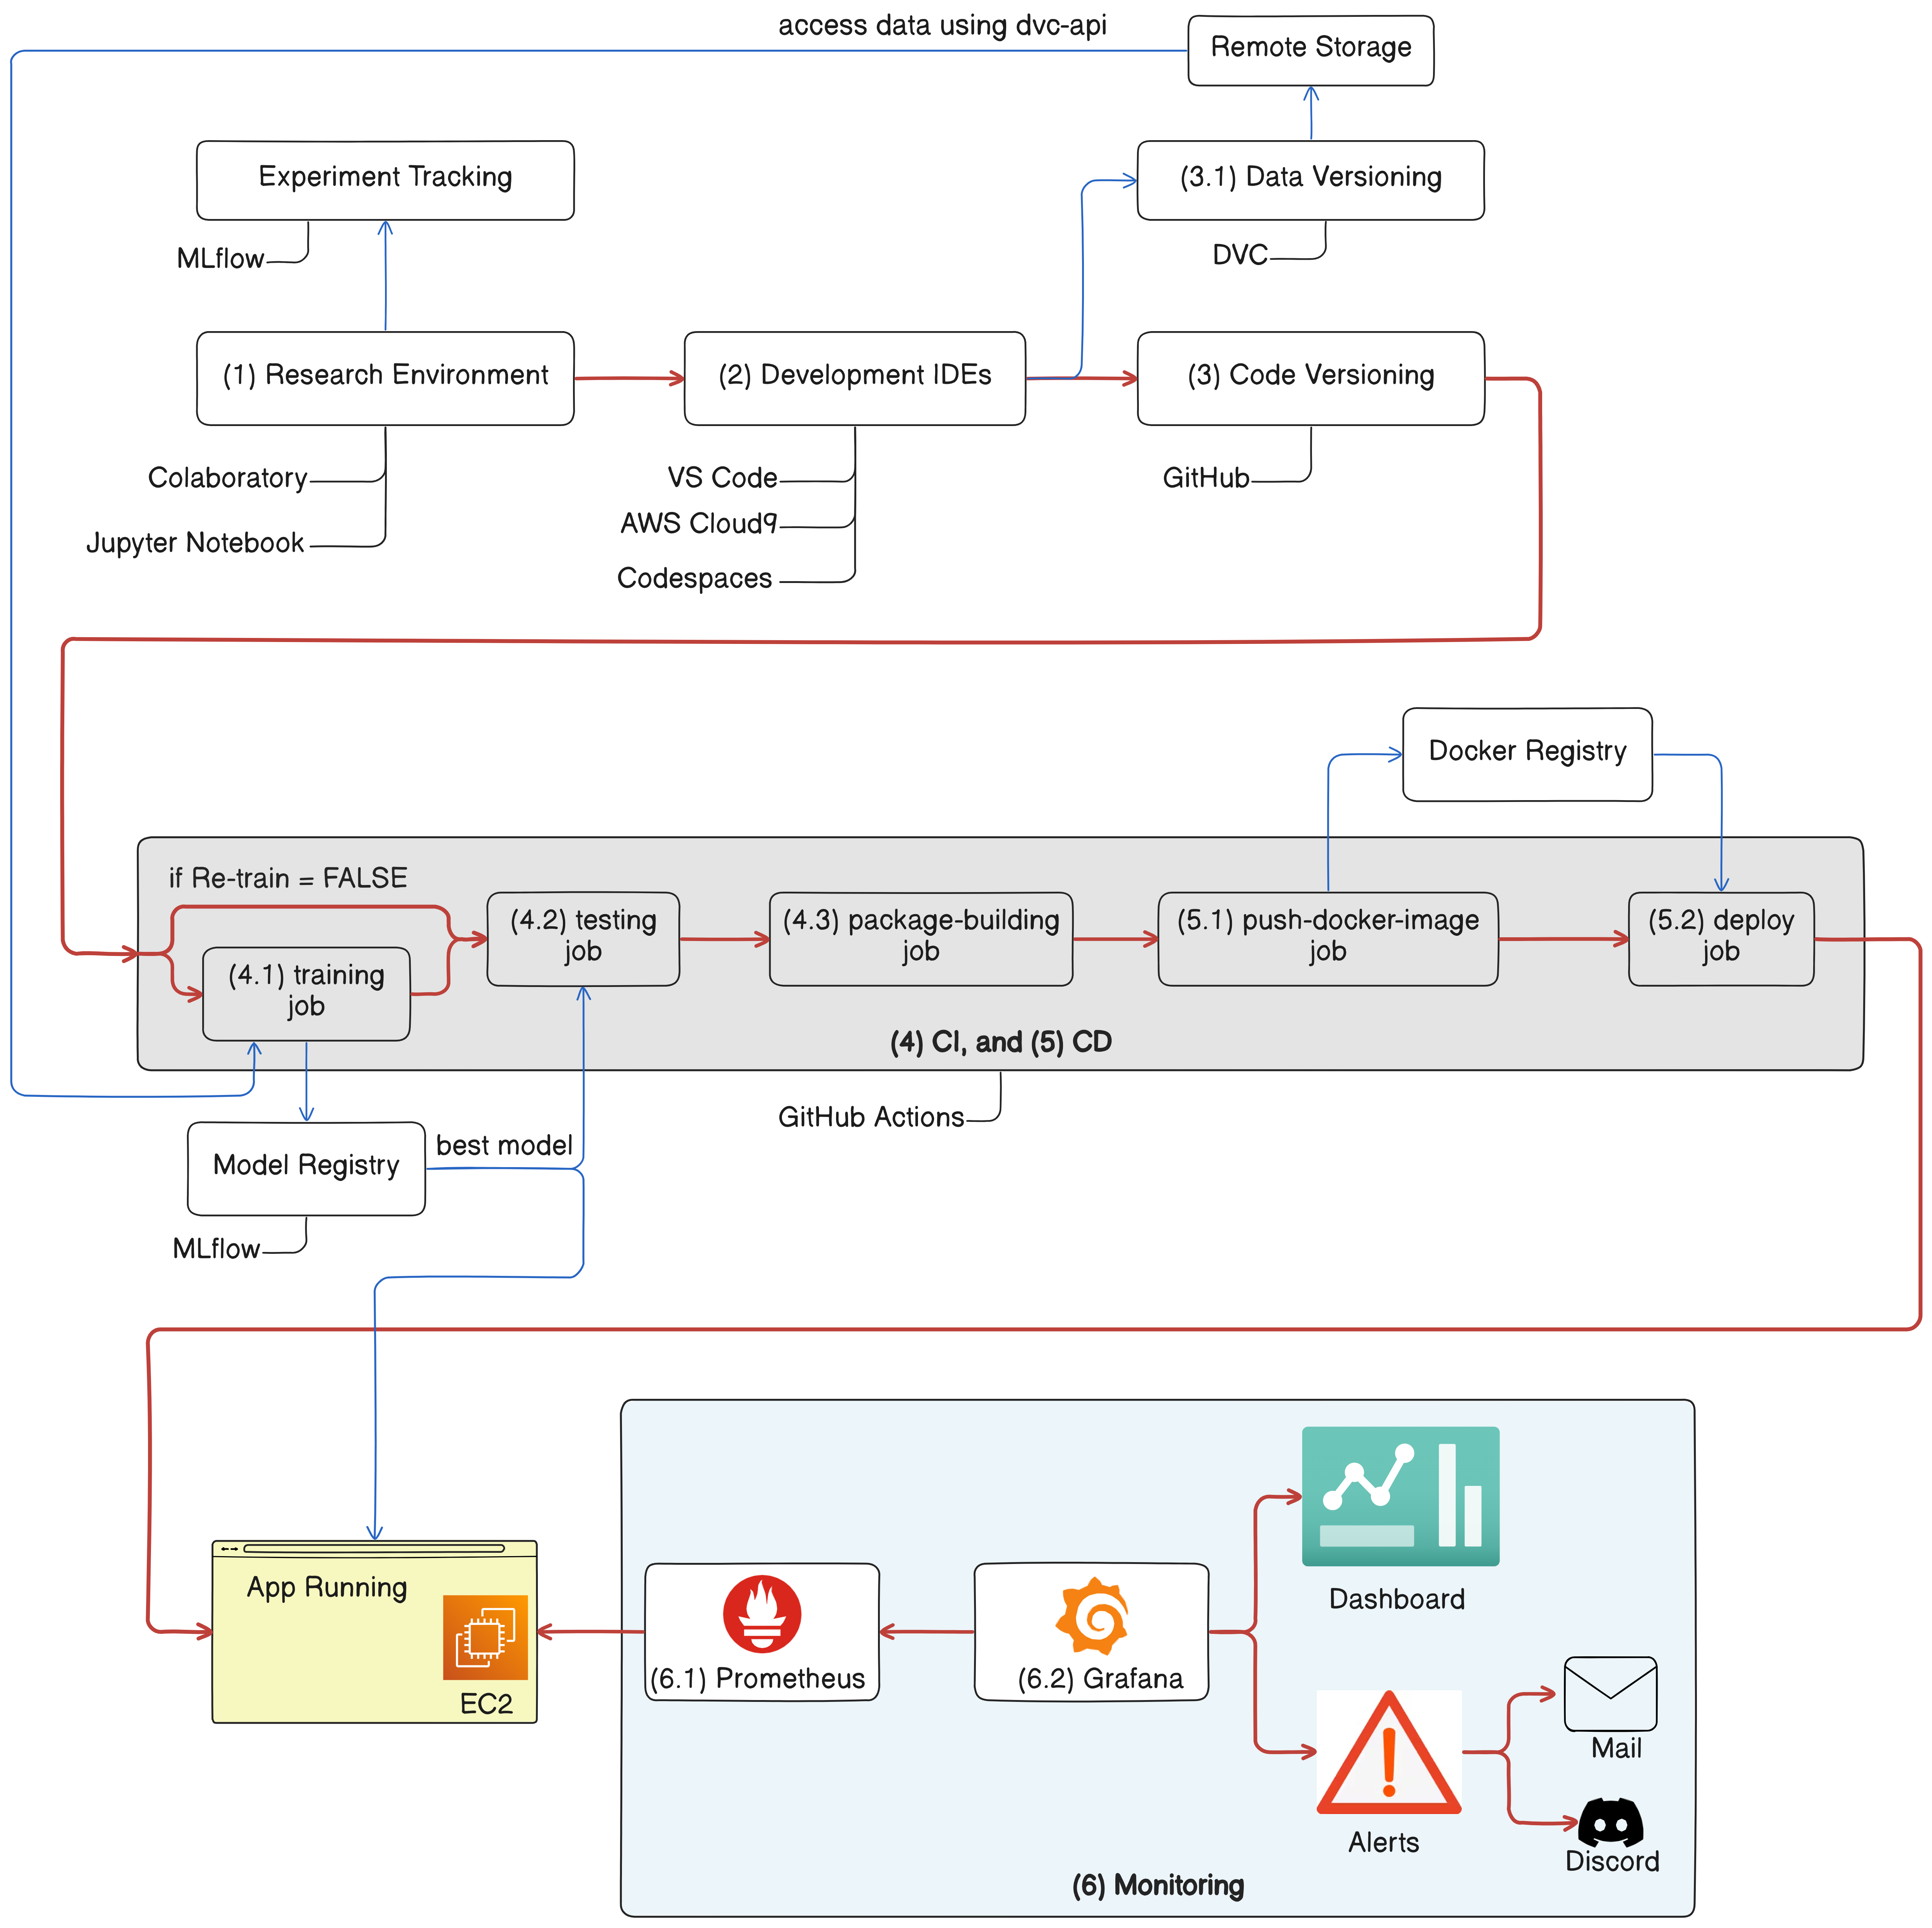 access data using dvc-api
Remote Storage
Experiment Tracking
(3.1) Data Versioning
MLflow
DVC
(1) Research Environment
(2) Development IDEs
(3) Code Versioning
Colaboratory
VS Code
GitHub
AWS Cloud9
Jupyter Notebook
Codespaces
Docker Registry
if Re-train = FALSE
(4.1) training
job
(4.2) testing
job
(4.3) package-building
job
(5.1) push-docker-image
job
(5.2) deploy
job
(4) CI, and (5) CD
GitHub Actions
Model Registry
best model
MLflow
App Running
EC2
(6.1) Prometheus
(6.2) Grafana
Dashboard
Alerts
Mail
Discord
(6) Monitoring